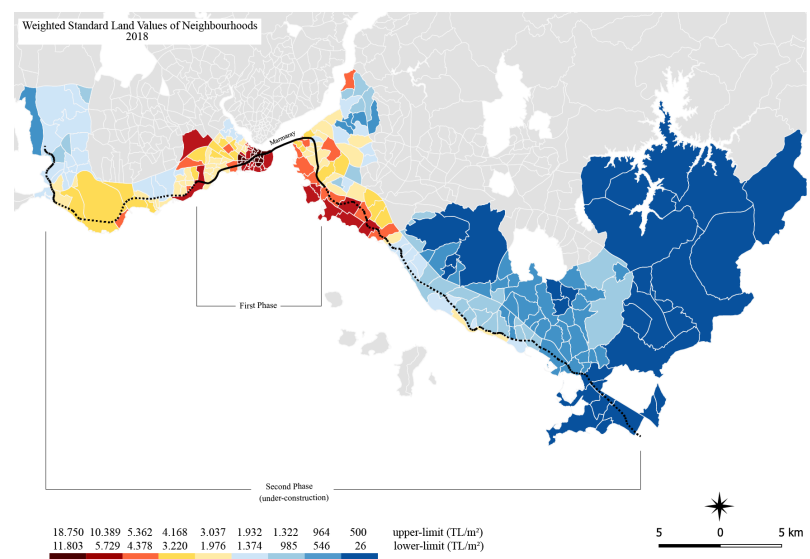 Weighted Standard Land Values of Neighbourhoods
2018
Marmaray
First Phase
Second Phase
(under-construction)
18.750 10.389 5.362 4.168 3.037 1.932 1.322 964 500 upper-limit (TL/m²)
11.803 5.729 4.378 3.220 1.976 1.374 985 546 26 lower-limit (TL/m²)
5 0 5 km